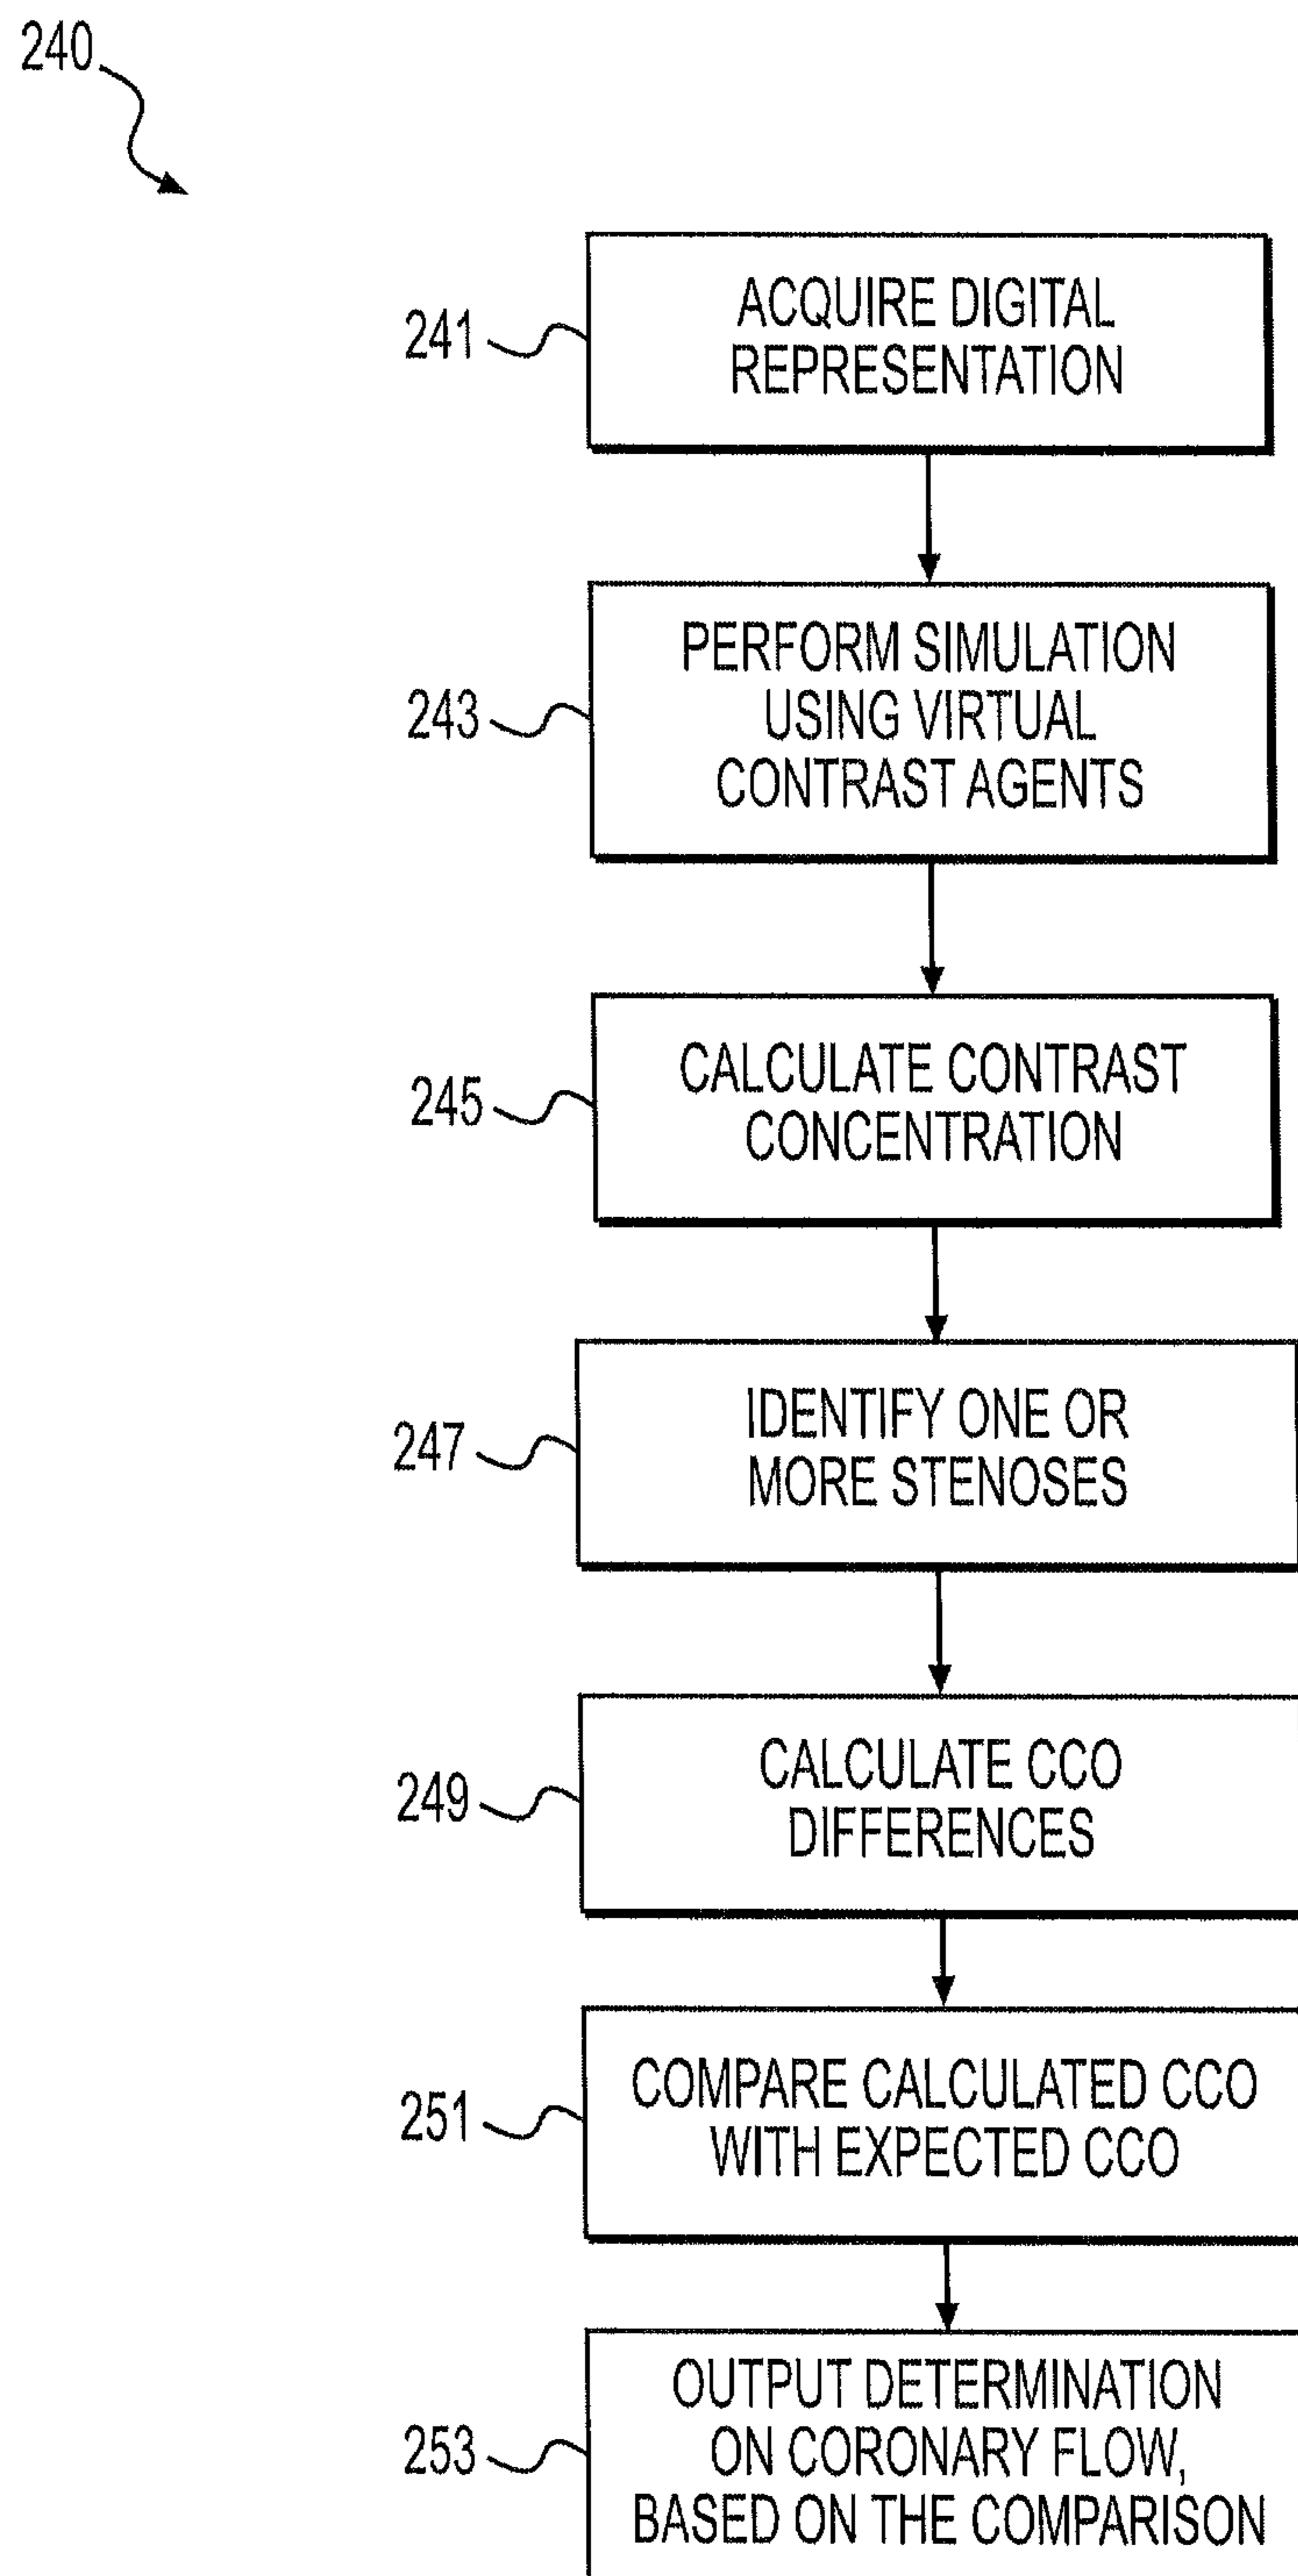 240
241
ACQUIRE DIGITAL
REPRESENTATION
243
PERFORM SIMULATION
USING VIRTUAL
CONTRAST AGENTS
245
CALCULATE CONTRAST
CONCENTRATION
247
IDENTIFY ONE OR
MORE STENOSES
249
CALCULATE CCO
DIFFERENCES
251
COMPARE CALCULATED CCO
WITH EXPECTED CCO
253
OUTPUT DETERMINATION
ON CORONARY FLOW,
BASED ON THE COMPARISON